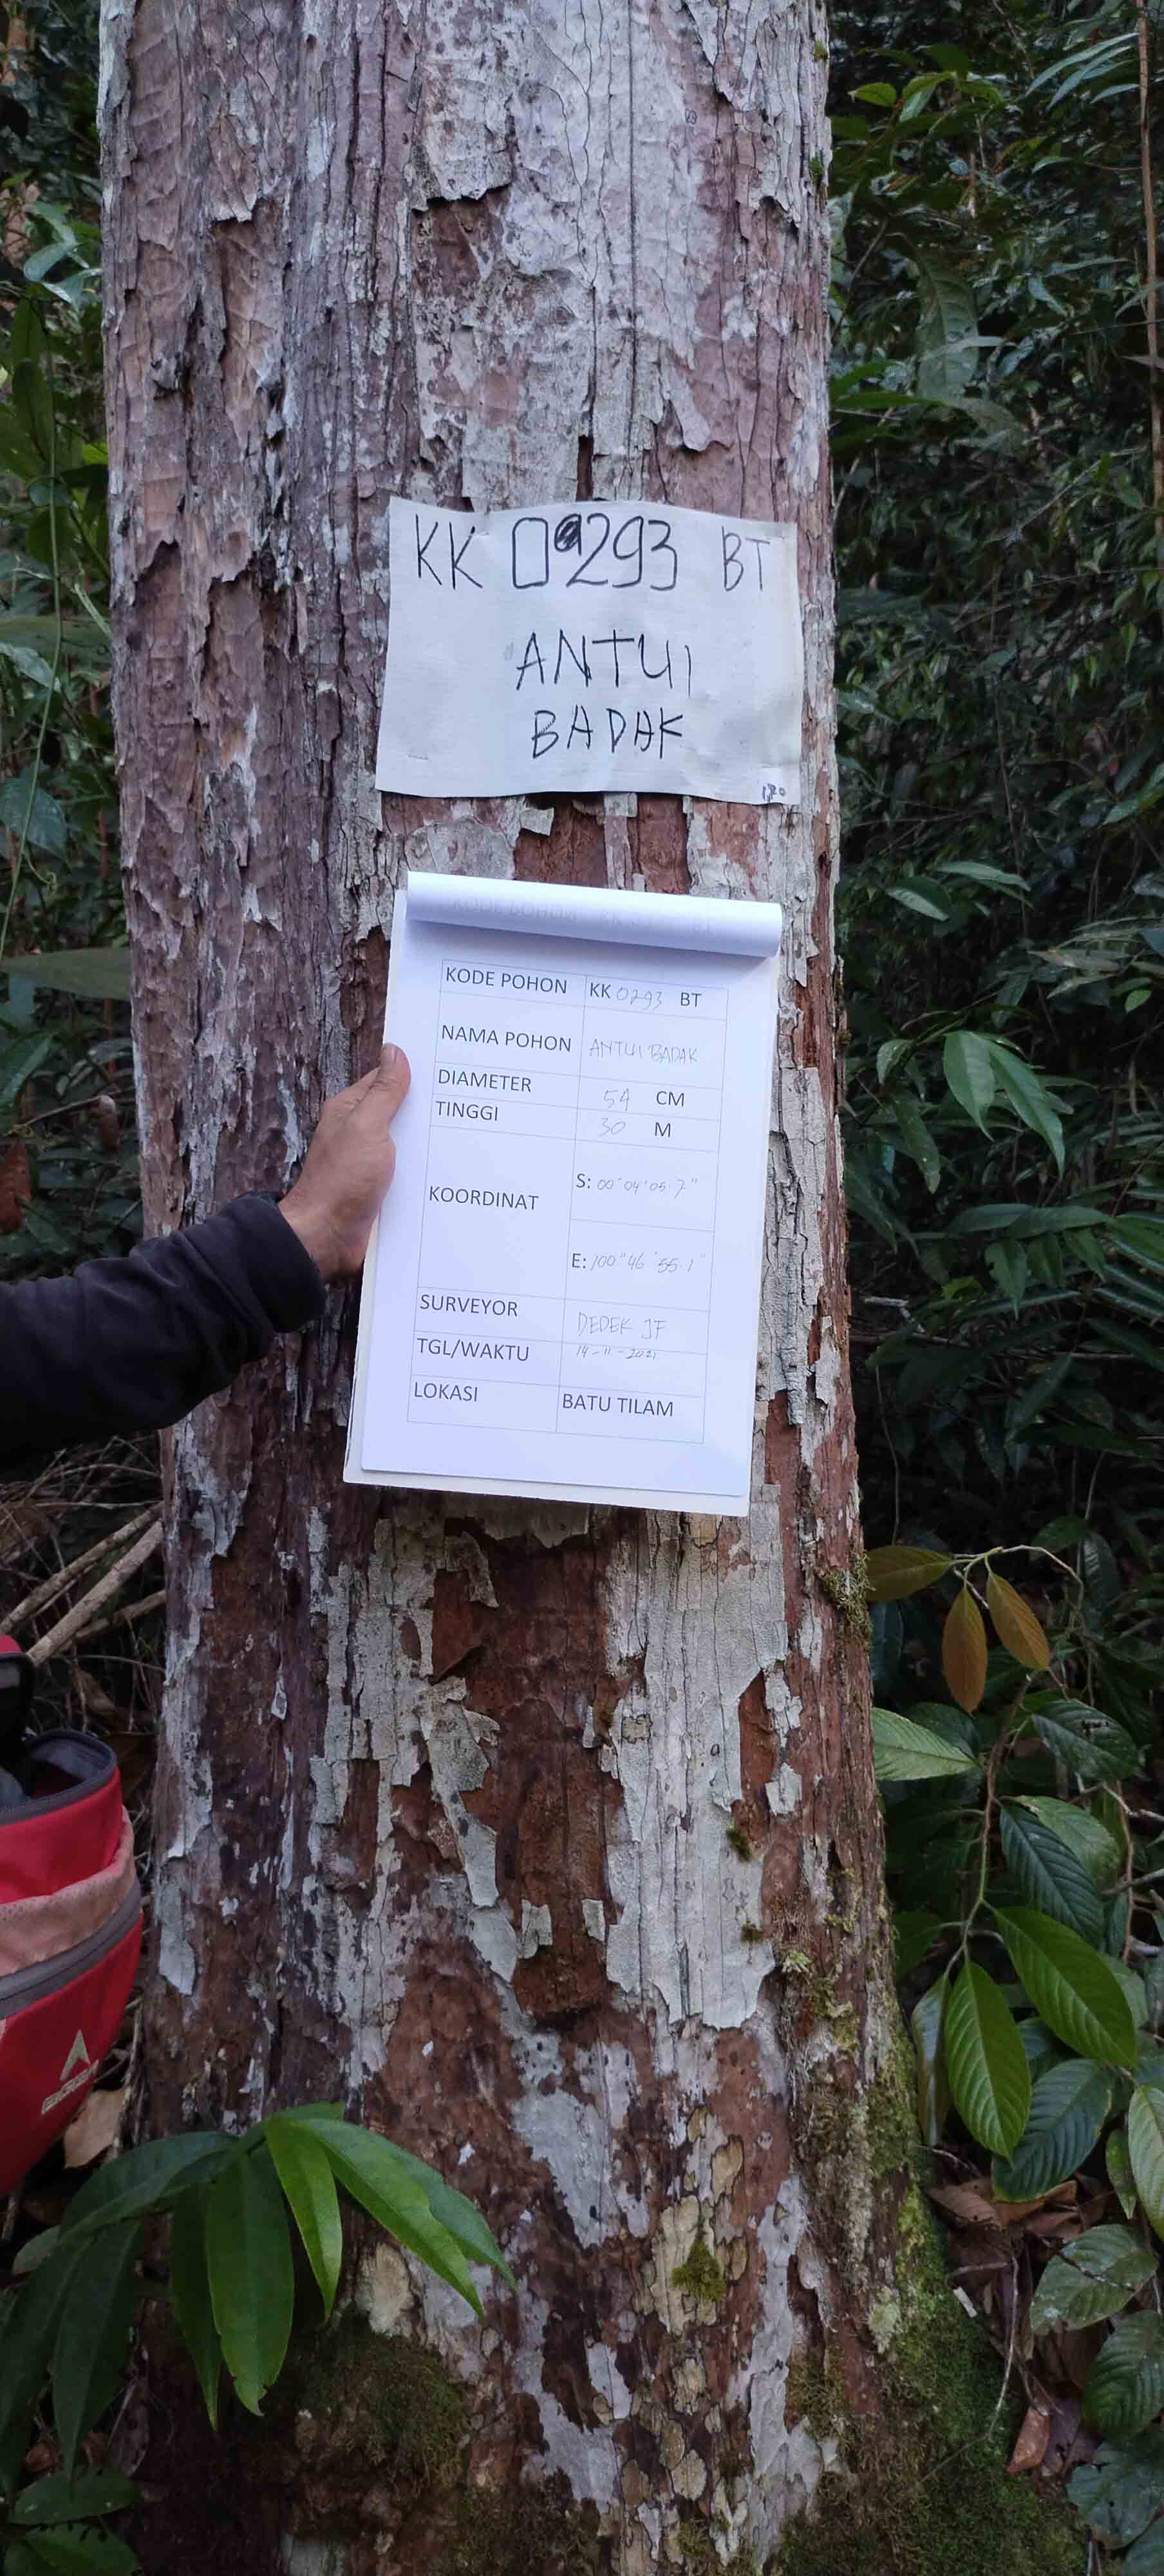 KK 0293 BT
ANTUI
BADAK
KODE POHON KK 0293 BT
NAMA POHON ANTUI BADAK
DIAMETER 54 CM
TINGGI 30 M
KOORDINAT
S: 00° 04' 05.7"
E: 100° 46' 55.1"
SURVEYOR DEDEK JF
TGL/WAKTU 14-11-2021
LOKASI BATU TILAM